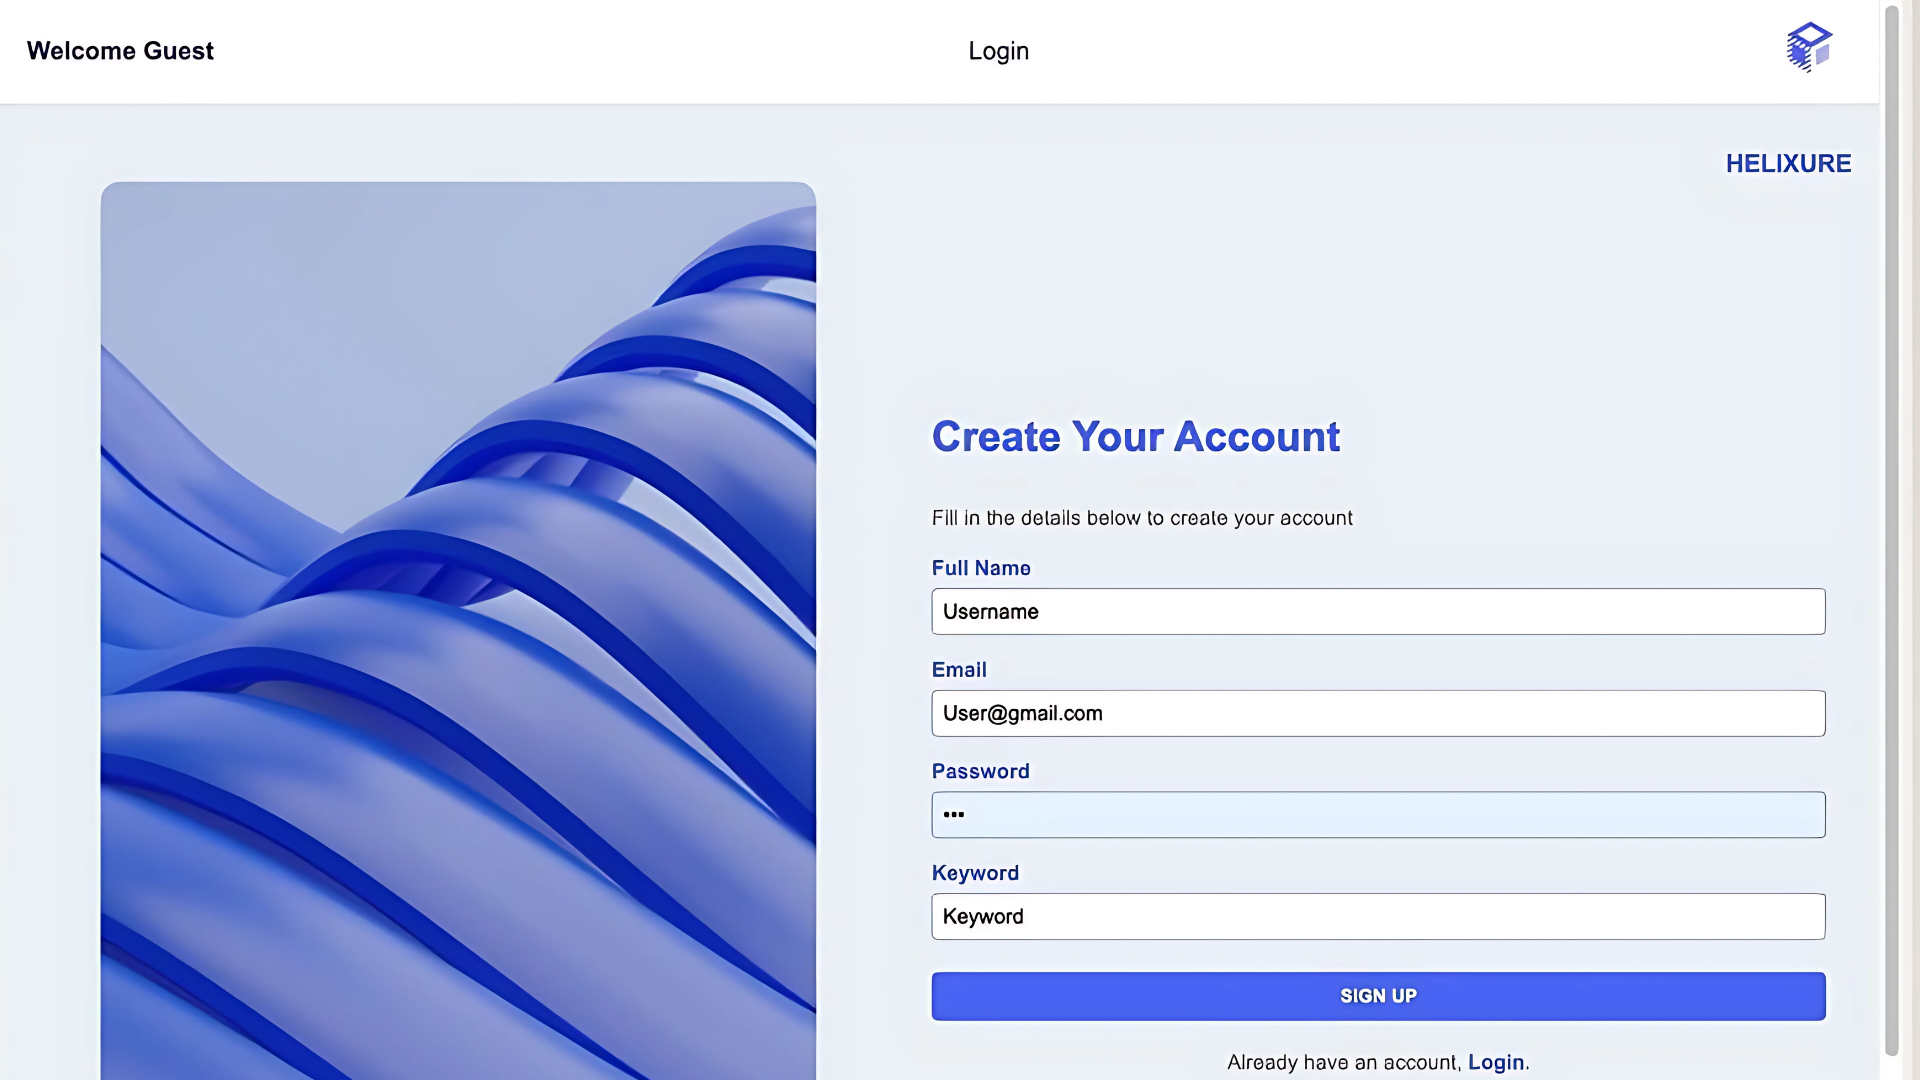 Welcome Guest
Login
HELIXURE
Create Your Account
Fill in the details below to create your account
Full Name
Username
Email
User@gmail.com
Password
•••
Keyword
Keyword
SIGN UP
Already have an account, Login.